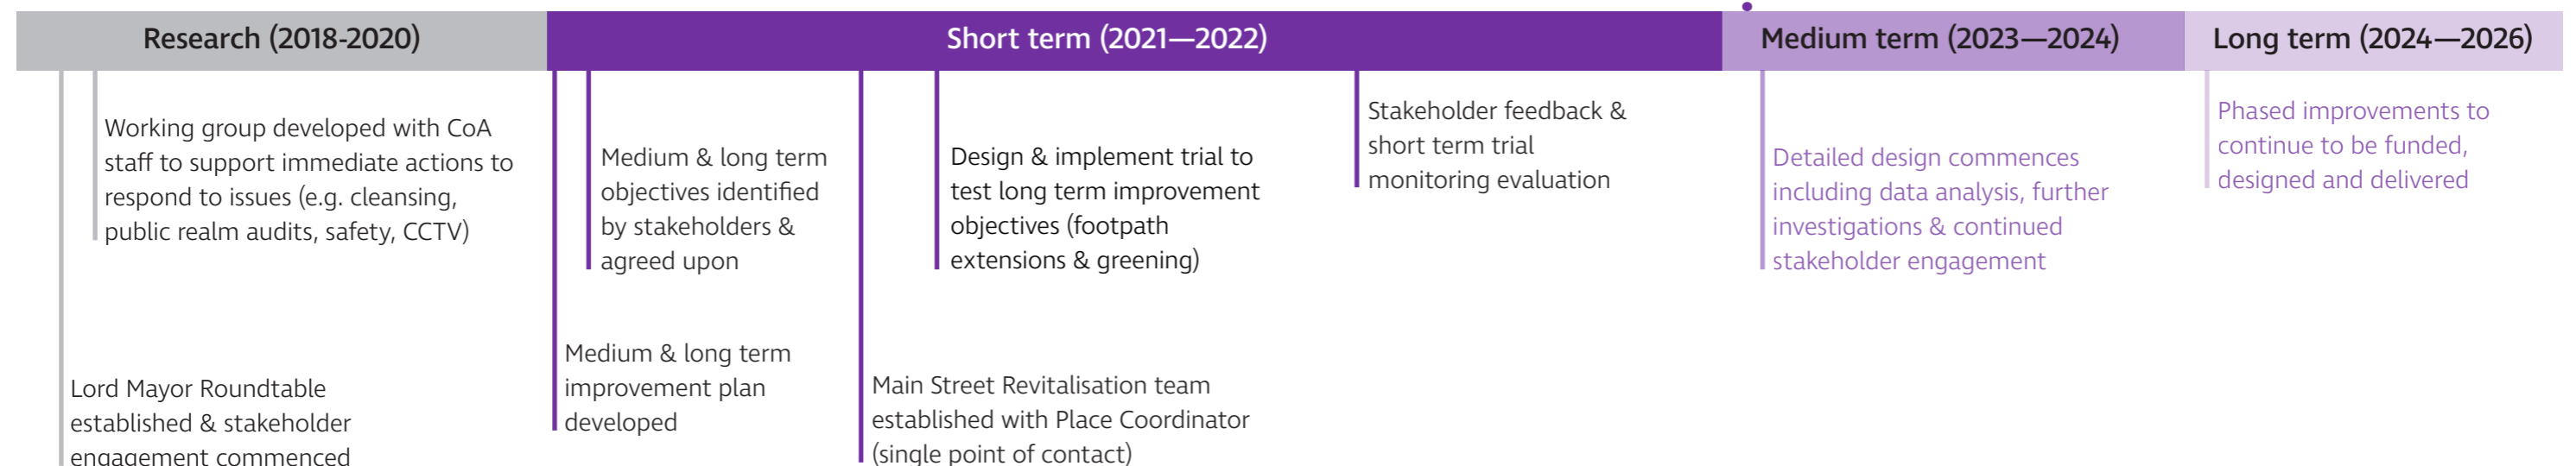 Research (2018-2020)
Short term (2021—2022)
Medium term (2023—2024)
Long term (2024—2026)
Working group developed with CoA
staff to support immediate actions to
respond to issues (e.g. cleansing,
public realm audits, safety, CCTV)
Lord Mayor Roundtable
established & stakeholder
engagement commenced
Medium & long term
objectives identified
by stakeholders &
agreed upon
Medium & long term
improvement plan
developed
Main Street Revitalisation team
established with Place Coordinator
(single point of contact)
Design & implement trial to
test long term improvement
objectives (footpath
extensions & greening)
Stakeholder feedback &
short term trial
monitoring evaluation
Detailed design commences
including data analysis, further
investigations & continued
stakeholder engagement
Phased improvements to
continue to be funded,
designed and delivered